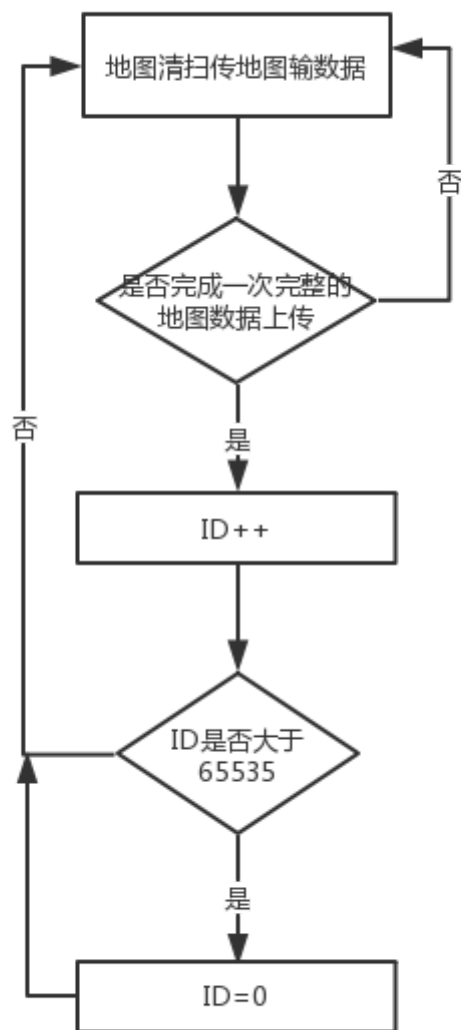 地图清扫传地图输数据
否
是否完成一次完整的
地图数据上传
否
是
ID++
ID是否大于
65535
是
ID=0